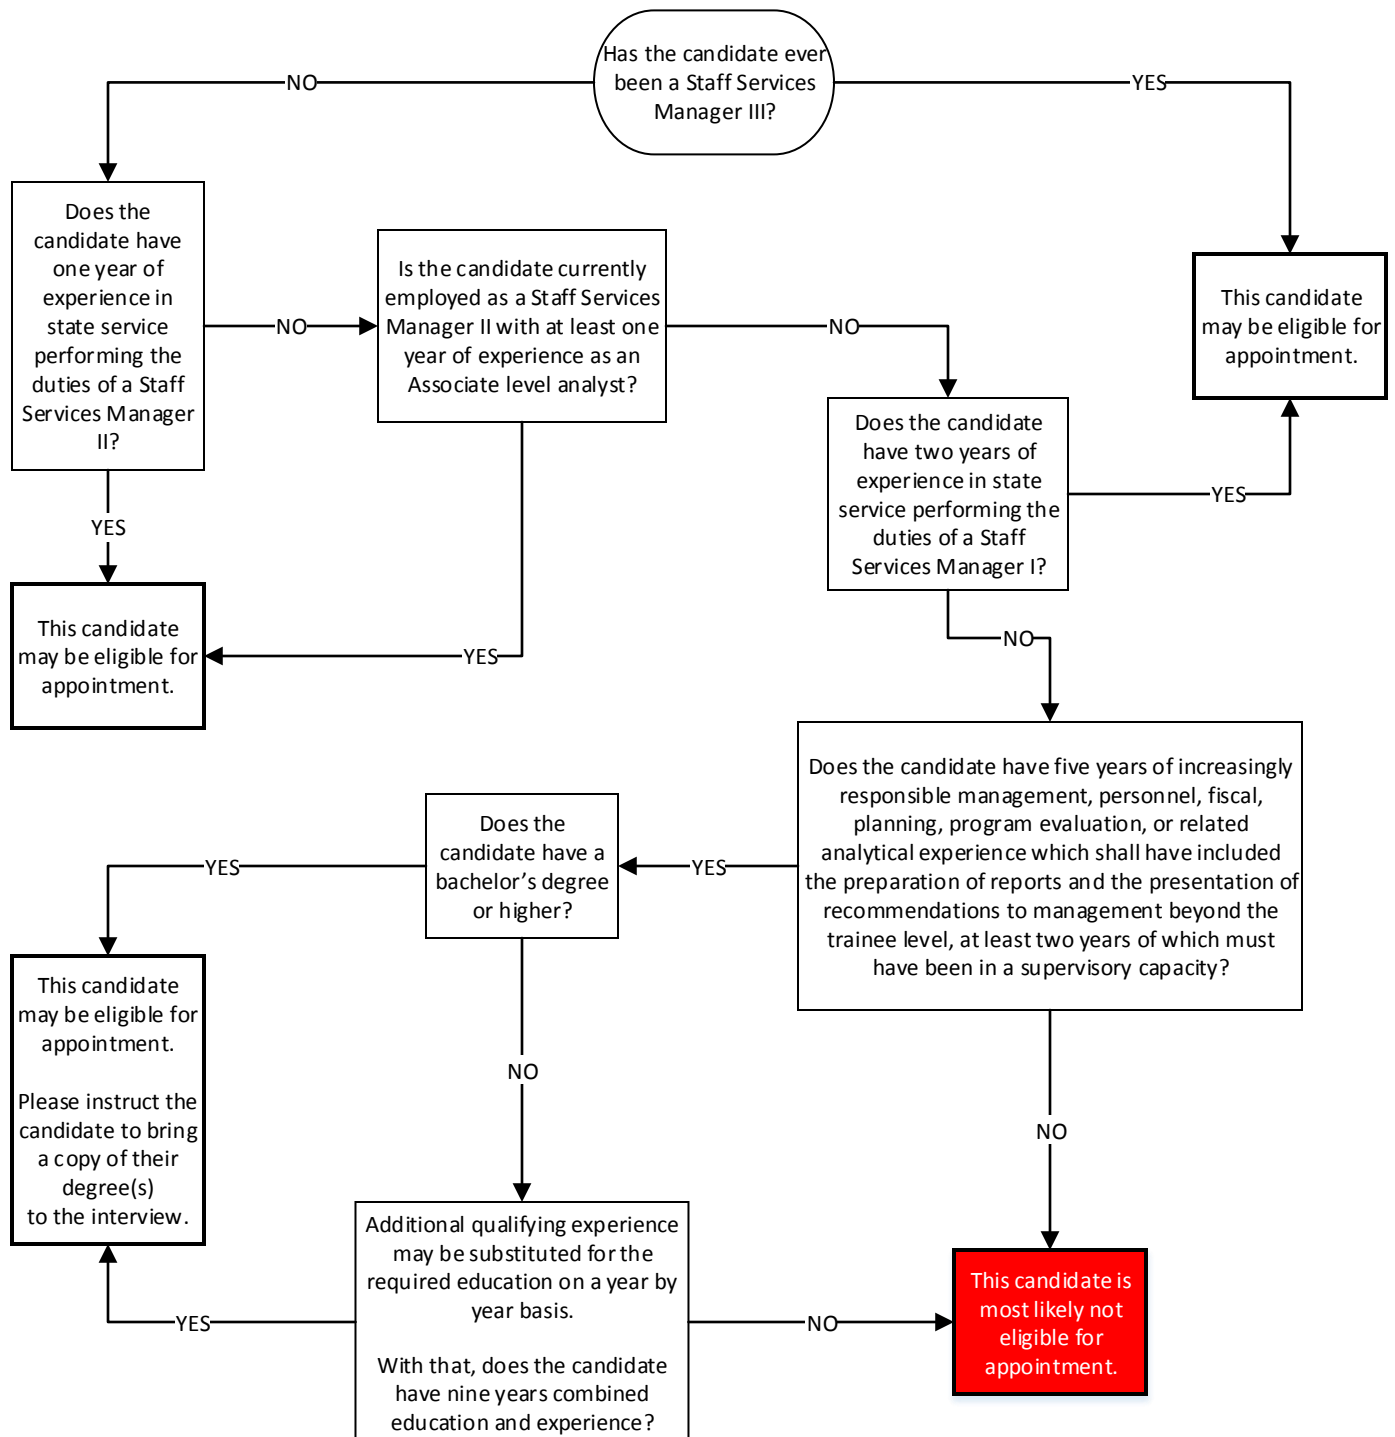 Has the candidate ever
been a Staff Services
Manager III?
NO
YES
Does the
candidate have
one year of
experience in
state service
performing the
duties of a Staff
Services Manager
II?
NO
Is the candidate currently
employed as a Staff Services
Manager II with at least one
year of experience as an
Associate level analyst?
NO
This candidate
may be eligible for
appointment.
Does the candidate
have two years of
experience in state
service performing the
duties of a Staff
Services Manager I?
YES
YES
This candidate
may be eligible for
appointment.
YES
NO
Does the candidate have five years of increasingly
responsible management, personnel, fiscal,
planning, program evaluation, or related
analytical experience which shall have included
the preparation of reports and the presentation of
recommendations to management beyond the
trainee level, at least two years of which must
have been in a supervisory capacity?
YES
Does the
candidate have a
bachelor’s degree
or higher?
YES
This candidate
may be eligible for
appointment.
Please instruct the
candidate to bring
a copy of their
degree(s)
to the interview.
NO
NO
Additional qualifying experience
may be substituted for the
required education on a year by
year basis.
With that, does the candidate
have nine years combined
education and experience?
YES
NO
This candidate is
most likely not
eligible for
appointment.